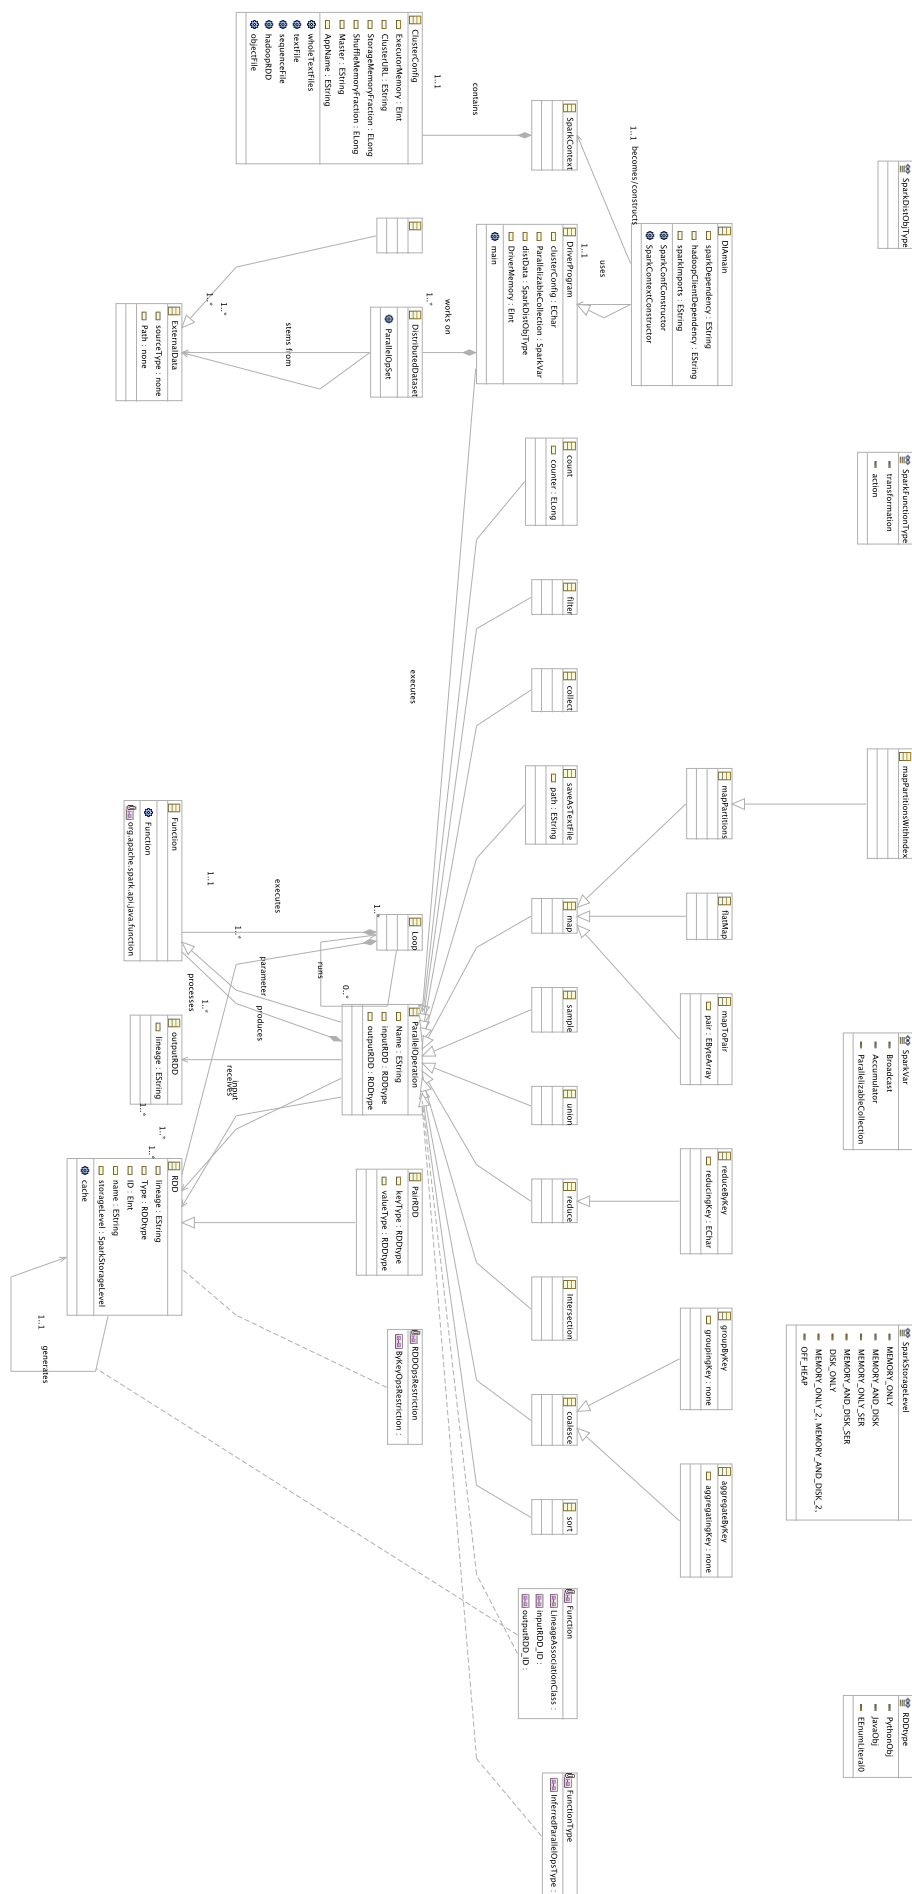 SparkDistObjType
SparkFunctionType
transformation
action
mapPartitionsWithIndex
SparkVar
Broadcast
Accumulator
ParallelizableCollection
SparkStorageLevel
MEMORY_ONLY
MEMORY_AND_DISK
MEMORY_ONLY_SER
MEMORY_AND_DISK_SER
DISK_ONLY
MEMORY_ONLY_2, MEMORY_AND_DISK_2,
OFF_HEAP
RDDtype
PythonObj
JavaObj
EEnumLiteral0
DIAmain
sparkDependency : EString
hadoopClientDependency : EString
sparkImports : EString
SparkConfConstructor
SparkContextConstructor
mapPartitions
flatMap
mapToPair
pair : EByteArray
reduceByKey
reducingKey : EChar
groupByKey
groupingKey : none
aggregateByKey
aggregatingKey : none
1..1 becomes/constructs
uses
1..1
SparkContext
DriverProgram
clusterConfig : EChar
ParallelizableCollection : SparkVar
distData : SparkDistObjType
DriverMemory : EInt
main
count
counter : ELong
filter
collect
saveAsTextFile
path : EString
map
sample
union
reduce
Intersection
coalesce
sort
Function
LineageAssociationClass :
inputRDD_ID :
outputRDD_ID :
FunctionType
InferredParallelOpsType :
contains
1..1
works on
1..*
executes
ClusterConfig
ExecutorMemory : EInt
ClusterURL : EString
StorageMemoryFraction : ELong
ShuffleMemoryFraction : ELong
Master : EString
AppName : EString
wholeTextFiles
textFile
sequenceFile
hadoopRDD
objectFile
DistributedDataset
ParallelOpSet
Loop
1..*
ParallelOperation
Name : EString
inputRDD : RDDtype
outputRDD : RDDtype
0..*
runs
PairRDD
keyType : RDDtype
valueType : RDDtype
RDDOpsRestriction
ByKeyOpsRestriction :
stems from
1..*
1..*
executes
1..1
parameter
1..*
produces
processes
1..*
input
receives
ExternalData
sourceType : none
Path : none
Function
Function
org.apache.spark.api.java.function
outputRDD
lineage : EString
1..*
1..*
1..*
RDD
lineage : EString
Type : RDDtype
ID : EInt
name : EString
storageLevel : SparkStorageLevel
cache
1..1
generates